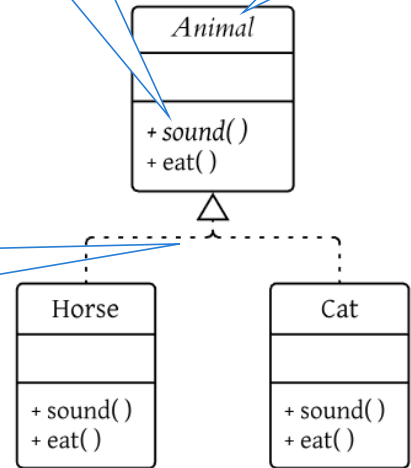 Animal
+ sound( )
+ eat( )
Horse
+ sound( )
+ eat( )
Cat
+ sound( )
+ eat( )